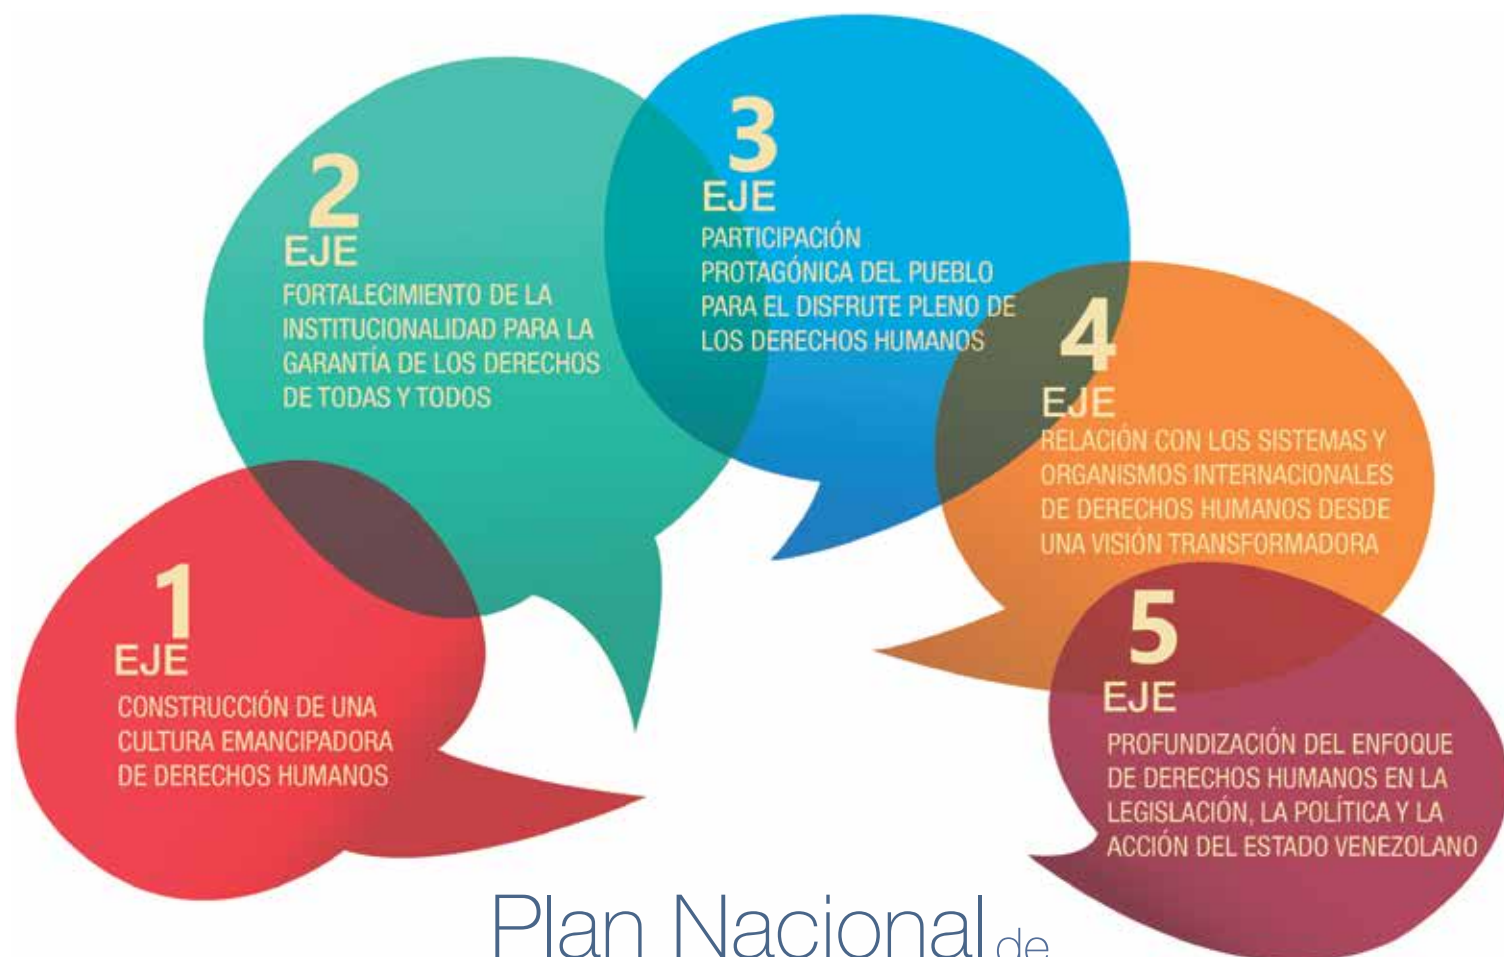 1
EJE
CONSTRUCCIÓN DE UNA
CULTURA EMANCIPADORA
DE DERECHOS HUMANOS
2
EJE
FORTALECIMIENTO DE LA
INSTITUCIONALIDAD PARA LA
GARANTÍA DE LOS DERECHOS
DE TODAS Y TODOS
3
EJE
PARTICIPACIÓN
PROTAGÓNICA DEL PUEBLO
PARA EL DISFRUTE PLENO DE
LOS DERECHOS HUMANOS
4
EJE
RELACIÓN CON LOS SISTEMAS Y
ORGANISMOS INTERNACIONALES
DE DERECHOS HUMANOS DESDE
UNA VISIÓN TRANSFORMADORA
5
EJE
PROFUNDIZACIÓN DEL ENFOQUE
DE DERECHOS HUMANOS EN LA
LEGISLACIÓN, LA POLÍTICA Y LA
ACCIÓN DEL ESTADO VENEZOLANO
Plan Nacional de